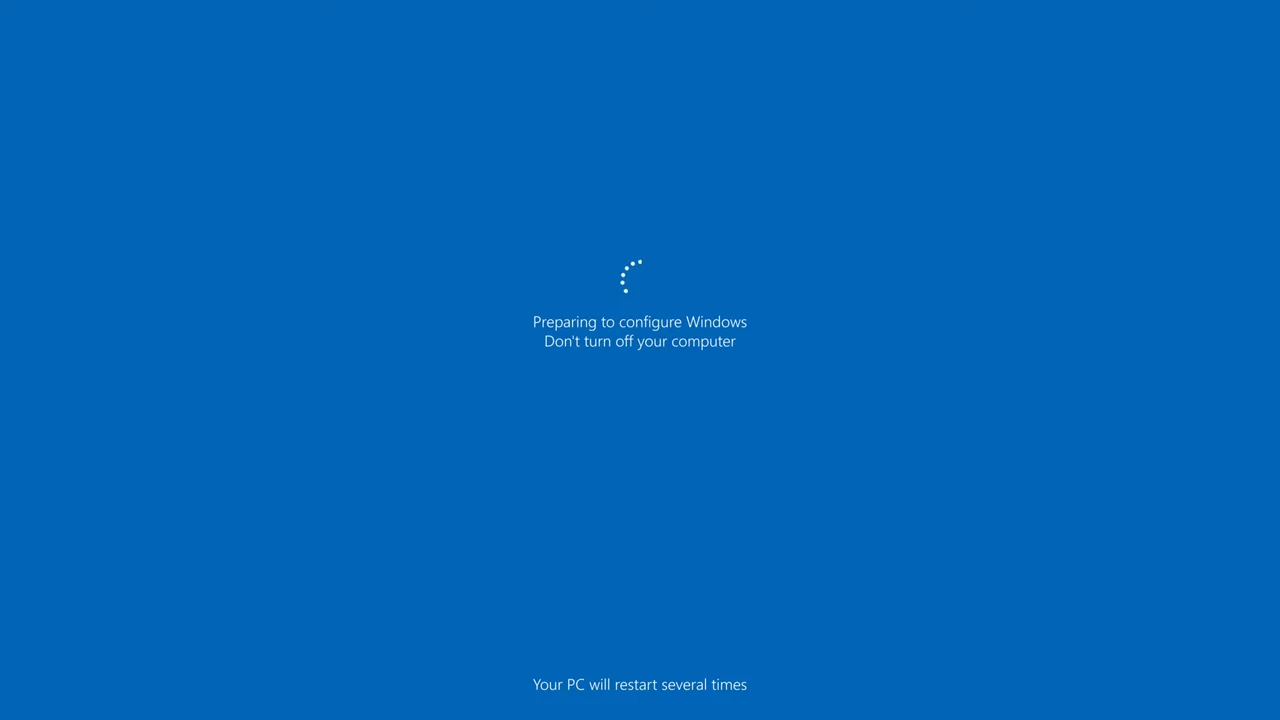 Preparing to configure Windows
Don't turn off your computer
Your PC will restart several times